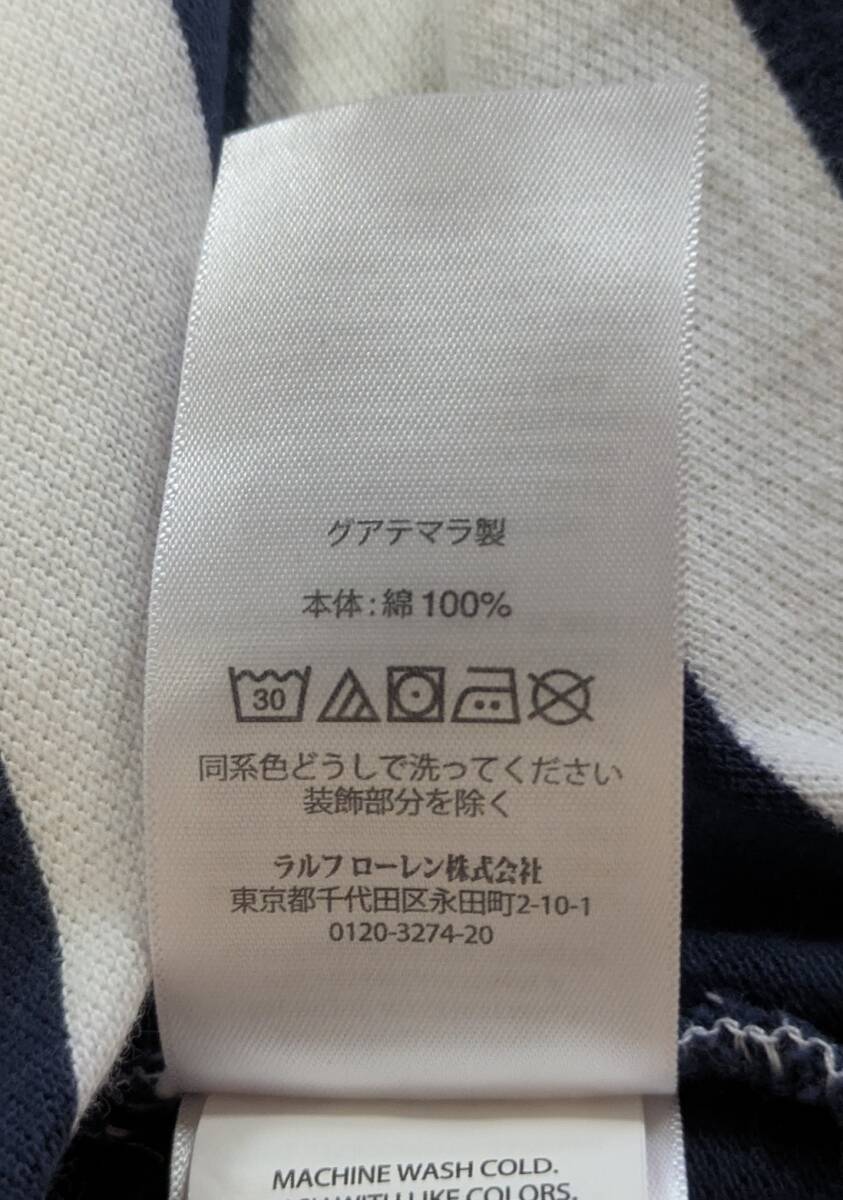 グアテマラ製
本体:綿100%
30
同系色どうしで洗ってください
装飾部分を除く
ラルフ ローレン株式会社
東京都千代田区永田町2-10-1
0120-3274-20
MACHINE WASH COLD.
WITH LIKE COLORS.